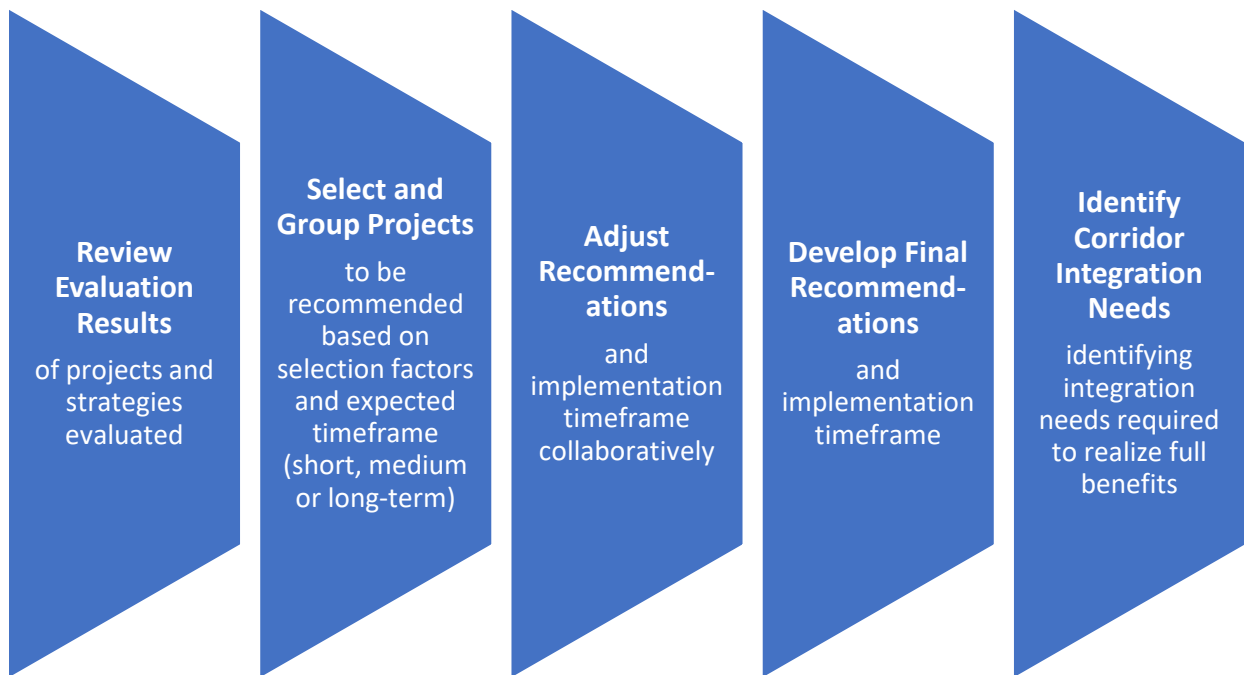 Review
Evaluation
Results
of projects and
strategies
evaluated
Select and
Group Projects
to be
recommended
based on
selection factors
and expected
timeframe
(short, medium
or long-term)
Adjust
Recommend-
ations
and
implementation
timeframe
collaboratively
Develop Final
Recommend-
ations
and
implementation
timeframe
Identify
Corridor
Integration
Needs
identifying
integration
needs required
to realize full
benefits